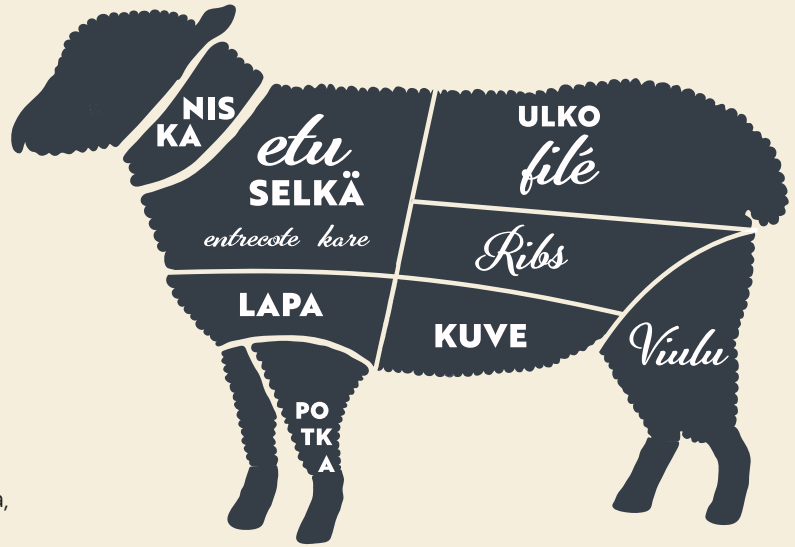 NIS
KA
etu
SELKÄ
entrecote kare
ULKO
filé
Ribs
LAPA
KUVE
Viulu
PO
TK
A
a,